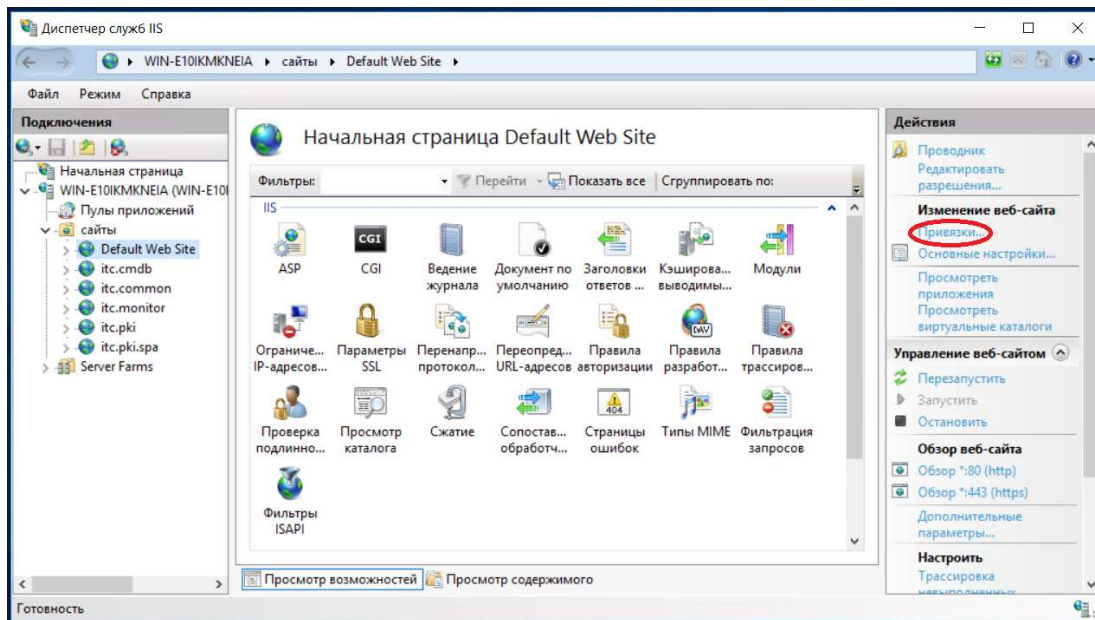 Диспетчер служб IIS
WIN-E10IKMKNEIA ▸ сайты ▸ Default Web Site ▸
Файл Режим Справка
Подключения
Начальная страница
WIN-E10IKMKNEIA (WIN-E10I
Пулы приложений
сайты
Default Web Site
itc.cmdb
itc.common
itc.monitor
itc.pki
itc.pki.spa
Server Farms
Начальная страница Default Web Site
Фильтры: Перейти Показать все Сгруппировать по:
IIS
CGI
ASP CGI Ведение Документ по Заголовки Кэширова... Модули
журнала умолчанию ответов ... выводимы...
DAV
Ограниче... Параметры Перенапр... Переопред... Правила Правила Правила
IP-адресов... SSL протокол... URL-адресов авторизации разработ... трассиров...
404
Проверка Просмотр Сжатие Сопостав... Страницы Типы MIME Фильтрация
подлинно... каталога обработч... ошибок запросов
Фильтры
ISAPI
Просмотр возможностей Просмотр содержимого
Действия
Проводник
Редактировать
разрешения...
Изменение веб-сайта
Привязки...
Основные настройки...
Просмотреть
приложения
Просмотреть
виртуальные каталоги
Управление веб-сайтом
Перезапустить
Запустить
Остановить
Обзор веб-сайта
Обзор *:80 (http)
Обзор *:443 (https)
Дополнительные
параметры...
Настроить
Трассировка
Готовность